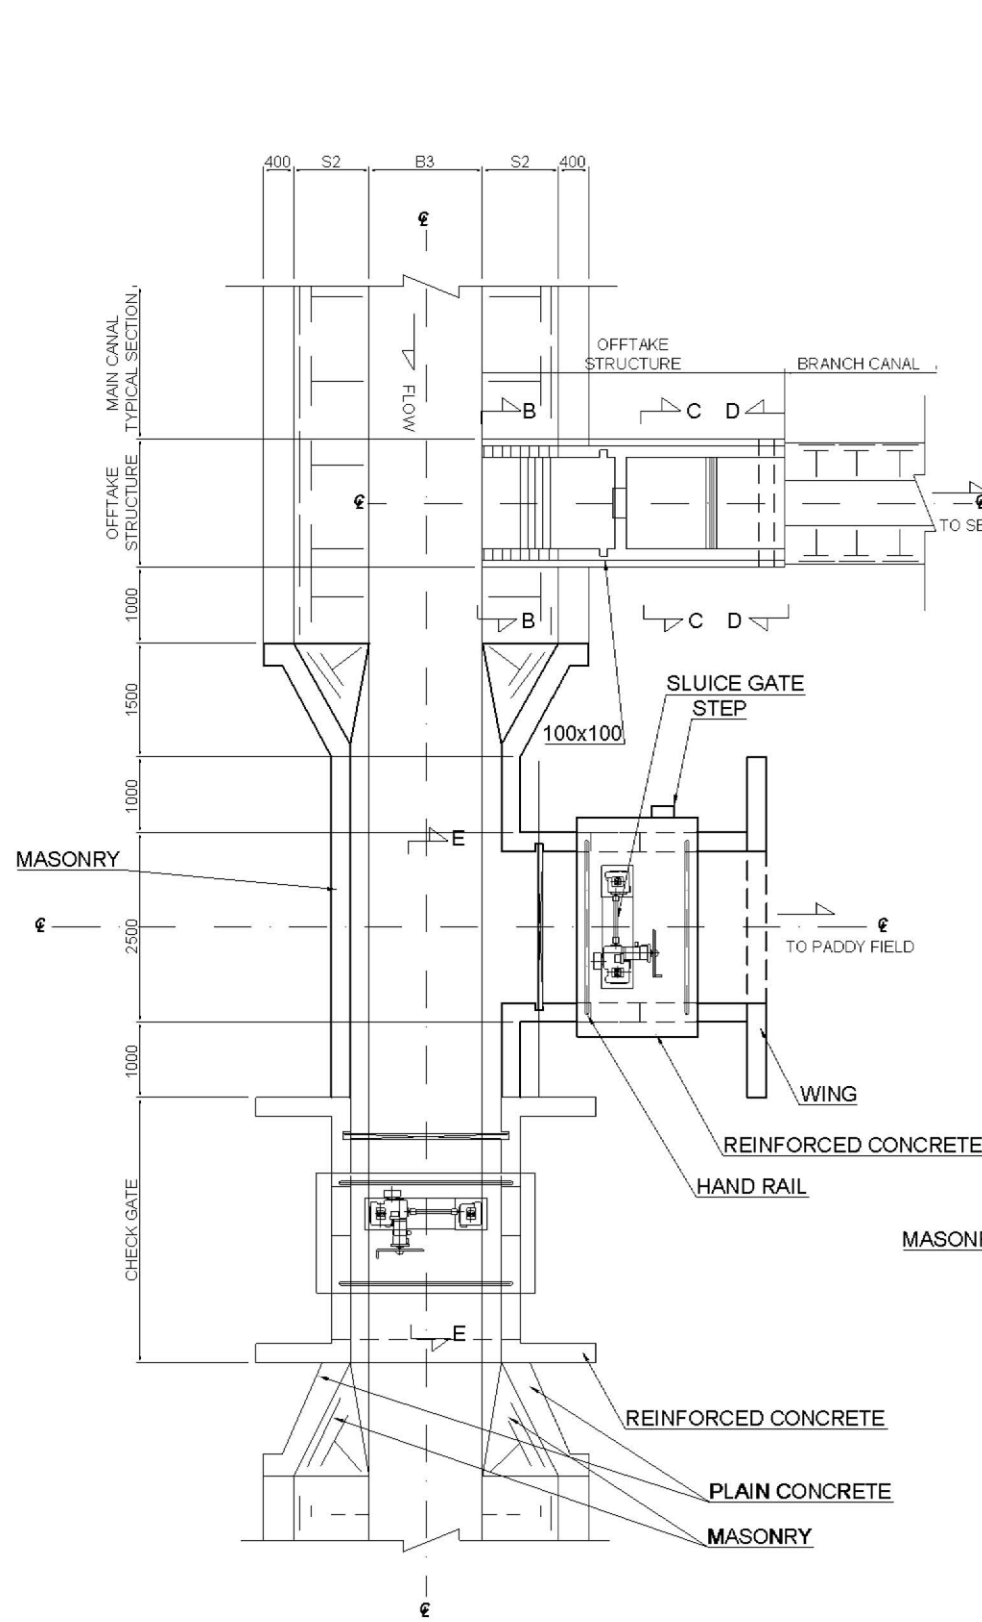 400 S2 B3 S2 400
℄
MAIN CANAL
TYPICAL SECTION
FLOW
OFFTAKE
STRUCTURE
BRANCH CANAL
B C D
OFFTAKE
STRUCTURE
℄ ℄
TO SE
1000
B C D
1500
SLUICE GATE
STEP
100x100
1000
E
MASONRY
℄ 2500 ℄
TO PADDY FIELD
1000
WING
REINFORCED CONCRETE
HAND RAIL
CHECK GATE
MASON
E
REINFORCED CONCRETE
PLAIN CONCRETE
MASONRY
℄